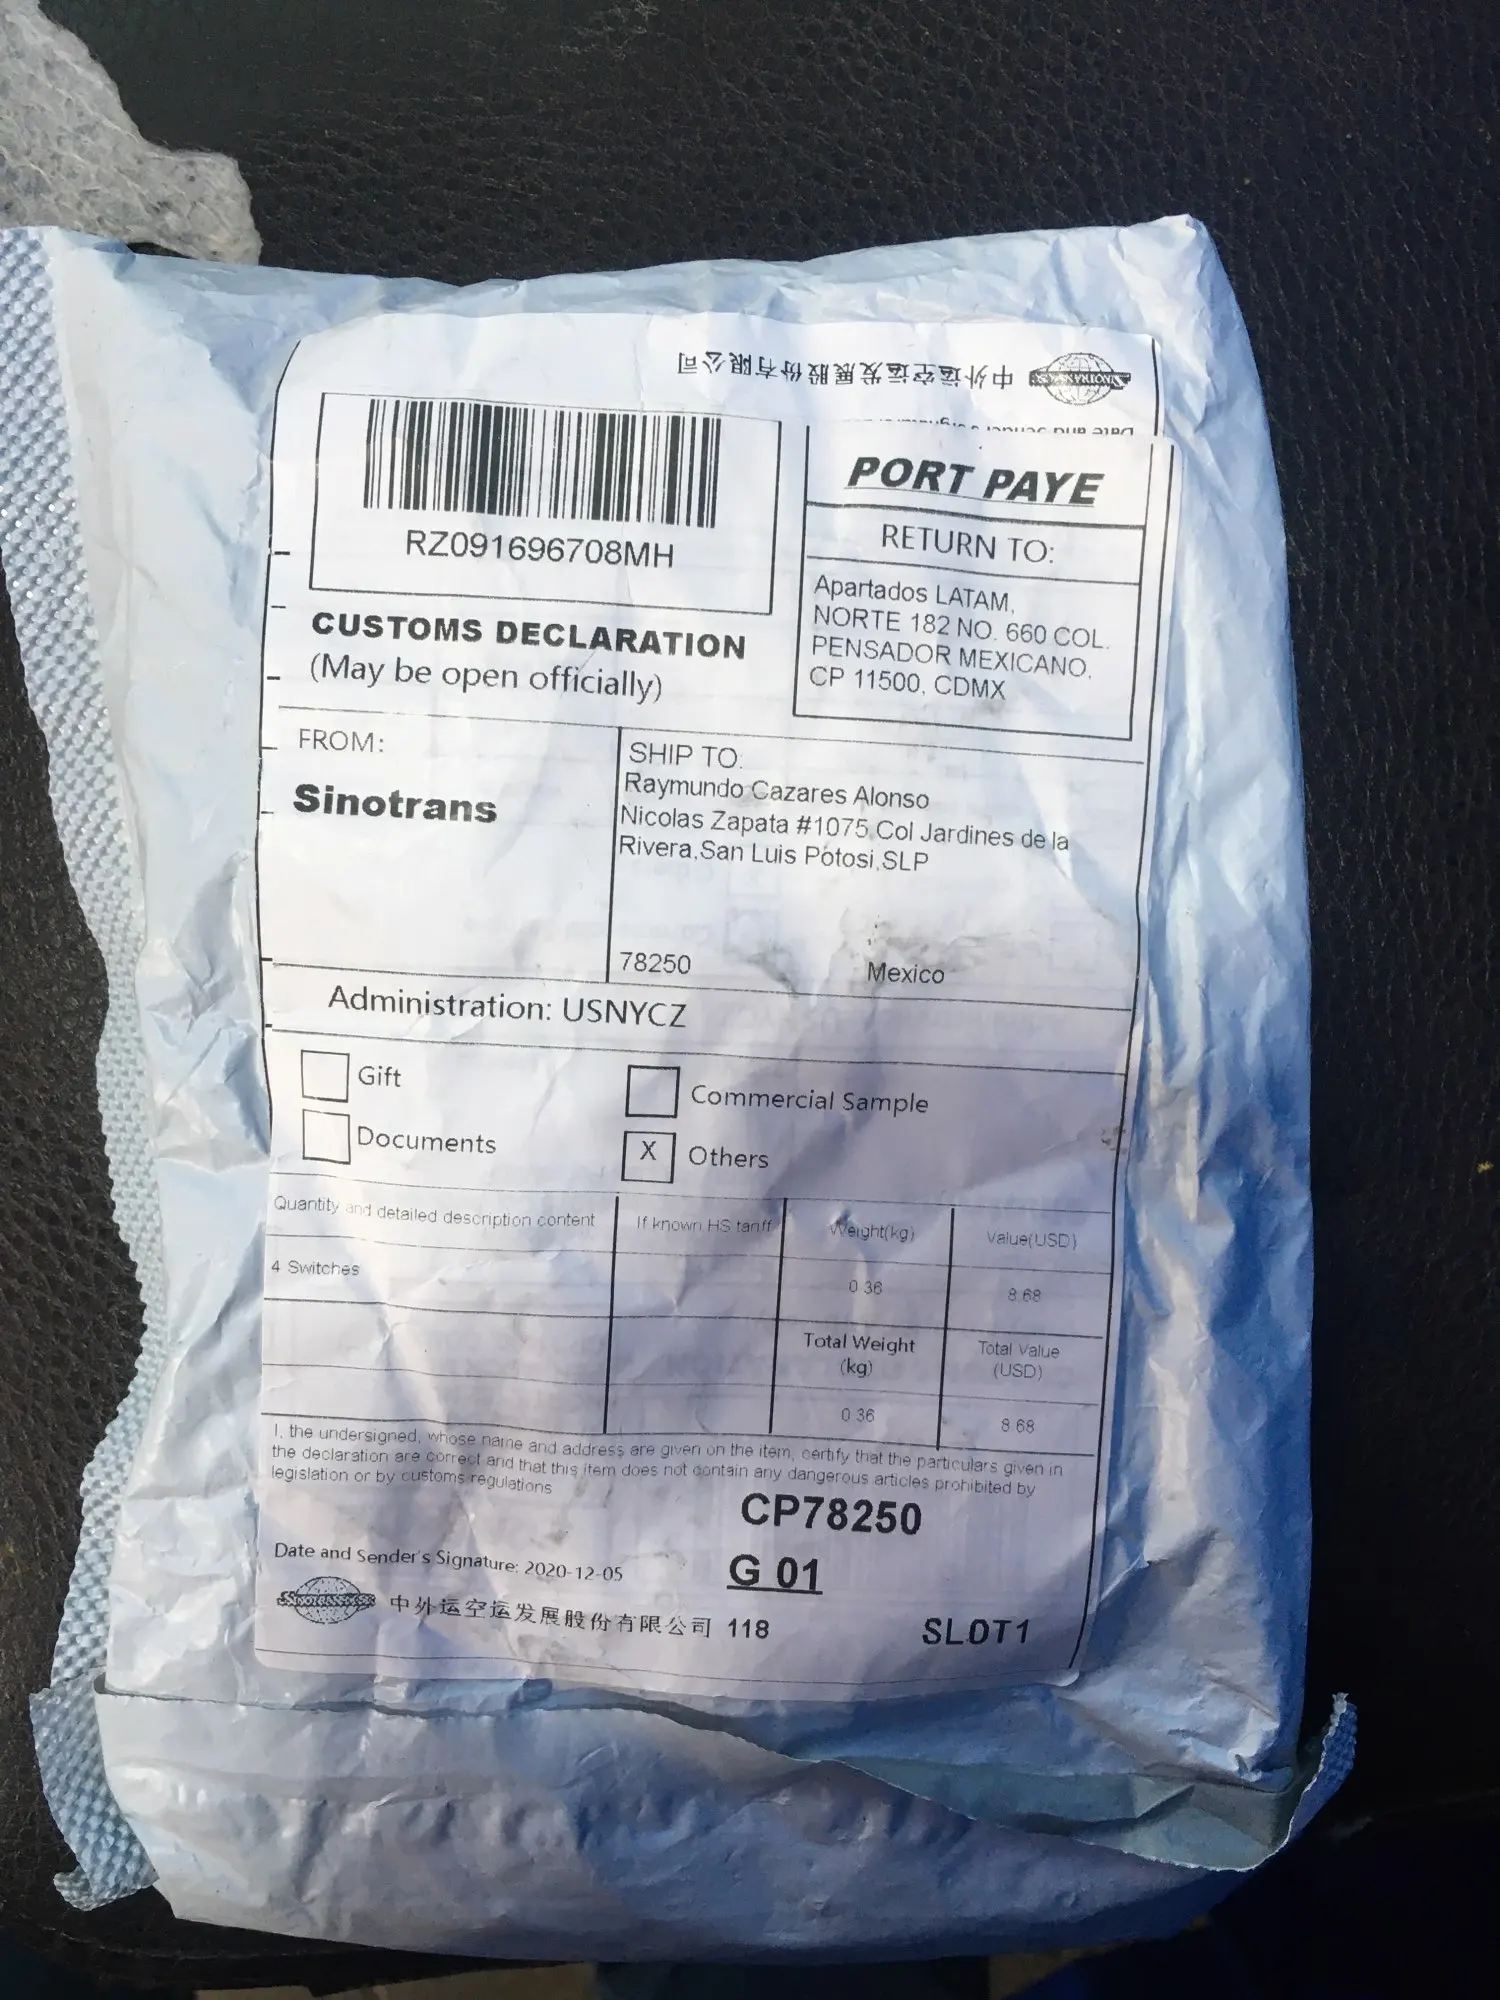 中外运空运发展股份有限公司
SINOTRANS
Date and Sender's Signature
RZ091696708MH
PORT PAYE
RETURN TO:
Apartados LATAM,
NORTE 182 NO. 660 COL.
PENSADOR MEXICANO,
CP 11500, CDMX
CUSTOMS DECLARATION
(May be open officially)
FROM:
Sinotrans
SHIP TO:
Raymundo Cazares Alonso
Nicolas Zapata #1075,Col Jardines de la
Rivera,San Luis Potosi,SLP
78250 Mexico
Administration: USNYCZ
Gift
Commercial Sample
Documents
X Others
Quantity and detailed description content If known HS tariff Weight(kg) Value(USD)
4 Switches 0.36 8.68
Total Weight
(kg)
Total Value
(USD)
0.36 8.68
I, the undersigned, whose name and address are given on the item, certify that the particulars given in
the declaration are correct and that this item does not contain any dangerous articles prohibited by
legislation or by customs regulations
CP78250
Date and Sender's Signature: 2020-12-05
G 01
SINOTRANS 中外运空运发展股份有限公司 118 SLOT1